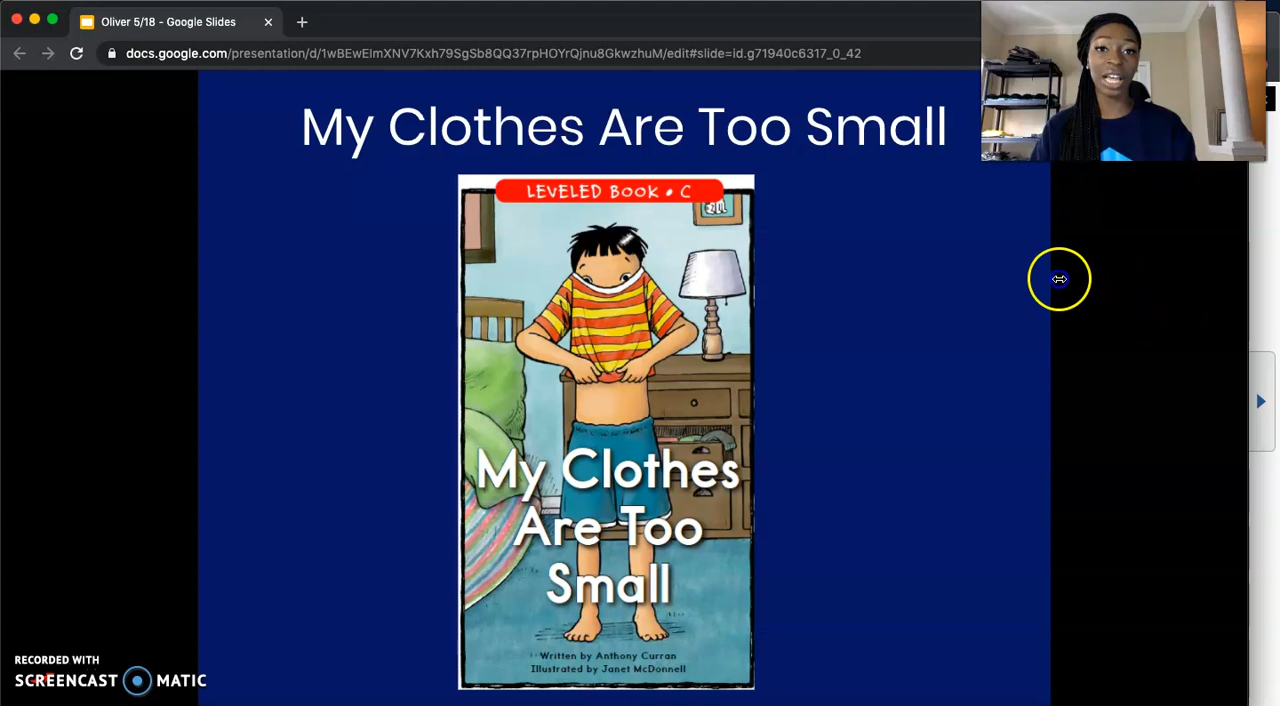 Oliver 5/18 - Google Slides
docs.google.com/presentation/d/1wBEwElmXNV7Kxh79SgSb8QQ37rpHOYrQjnu8GkwzhuM/edit#slide=id.g71940c6317_0_42
My Clothes Are Too Small
LEVELED BOOK • C
My Clothes
Are Too
Small
Written by Anthony Curran
Illustrated by Janet McDonnell
RECORDED WITH
SCREENCAST MATIC